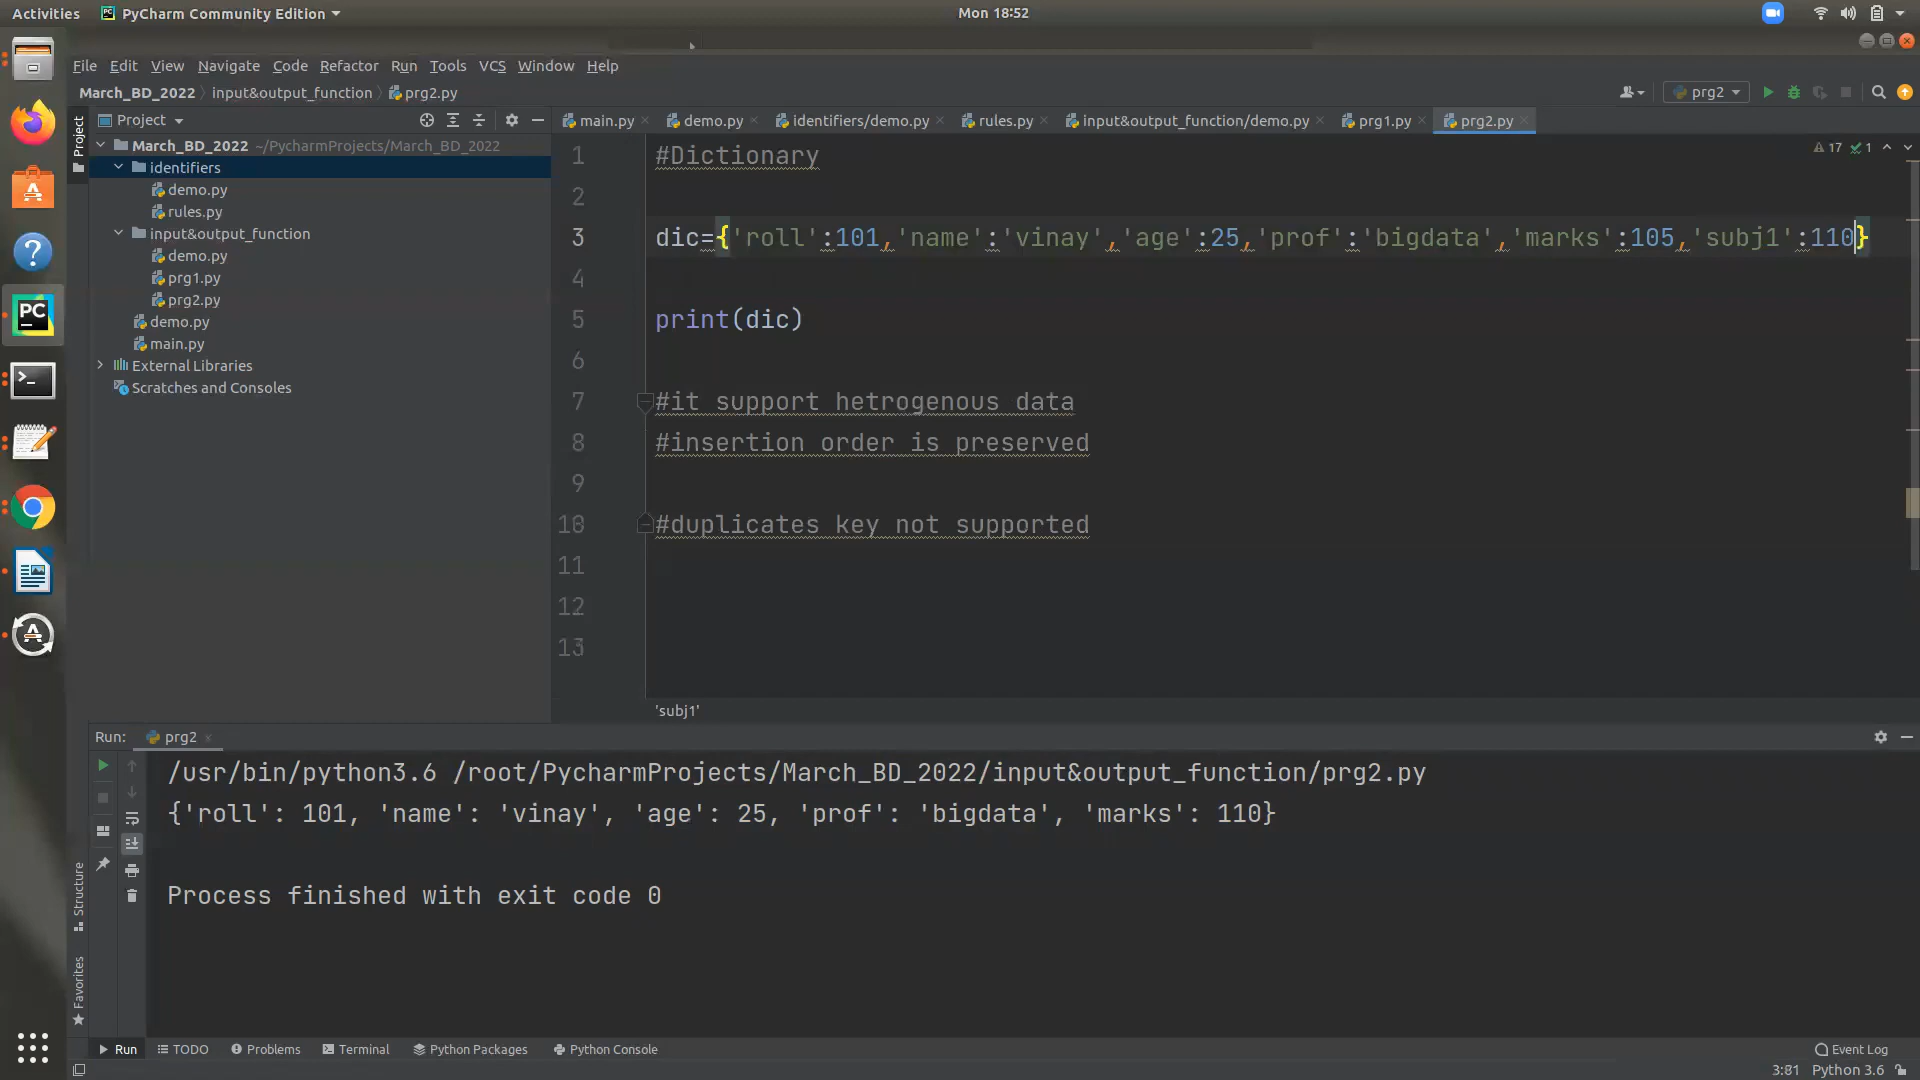 Activities PyCharm Community Edition Mon 18:52
File Edit View Navigate Code Refactor Run Tools VCS Window Help
March_BD_2022 input&output_function prg2.py prg2
Project main.py demo.py identifiers/demo.py rules.py input&output_function/demo.py prg1.py prg2.py
Project
March_BD_2022 ~/PycharmProjects/March_BD_2022
identifiers
demo.py
rules.py
input&output_function
demo.py
prg1.py
prg2.py
demo.py
main.py
External Libraries
Scratches and Consoles
17 1
1 #Dictionary
2
3 dic={'roll':101,'name':'vinay','age':25,'prof':'bigdata','marks':105,'subj1':110}
4
5 print(dic)
6
7 #it support hetrogenous data
8 #insertion order is preserved
9
10 #duplicates key not supported
11
12
13
'subj1'
Run: prg2
/usr/bin/python3.6 /root/PycharmProjects/March_BD_2022/input&output_function/prg2.py
{'roll': 101, 'name': 'vinay', 'age': 25, 'prof': 'bigdata', 'marks': 110}
Process finished with exit code 0
Structure
Favorites
Run TODO Problems Terminal Python Packages Python Console Event Log
3:81 Python 3.6